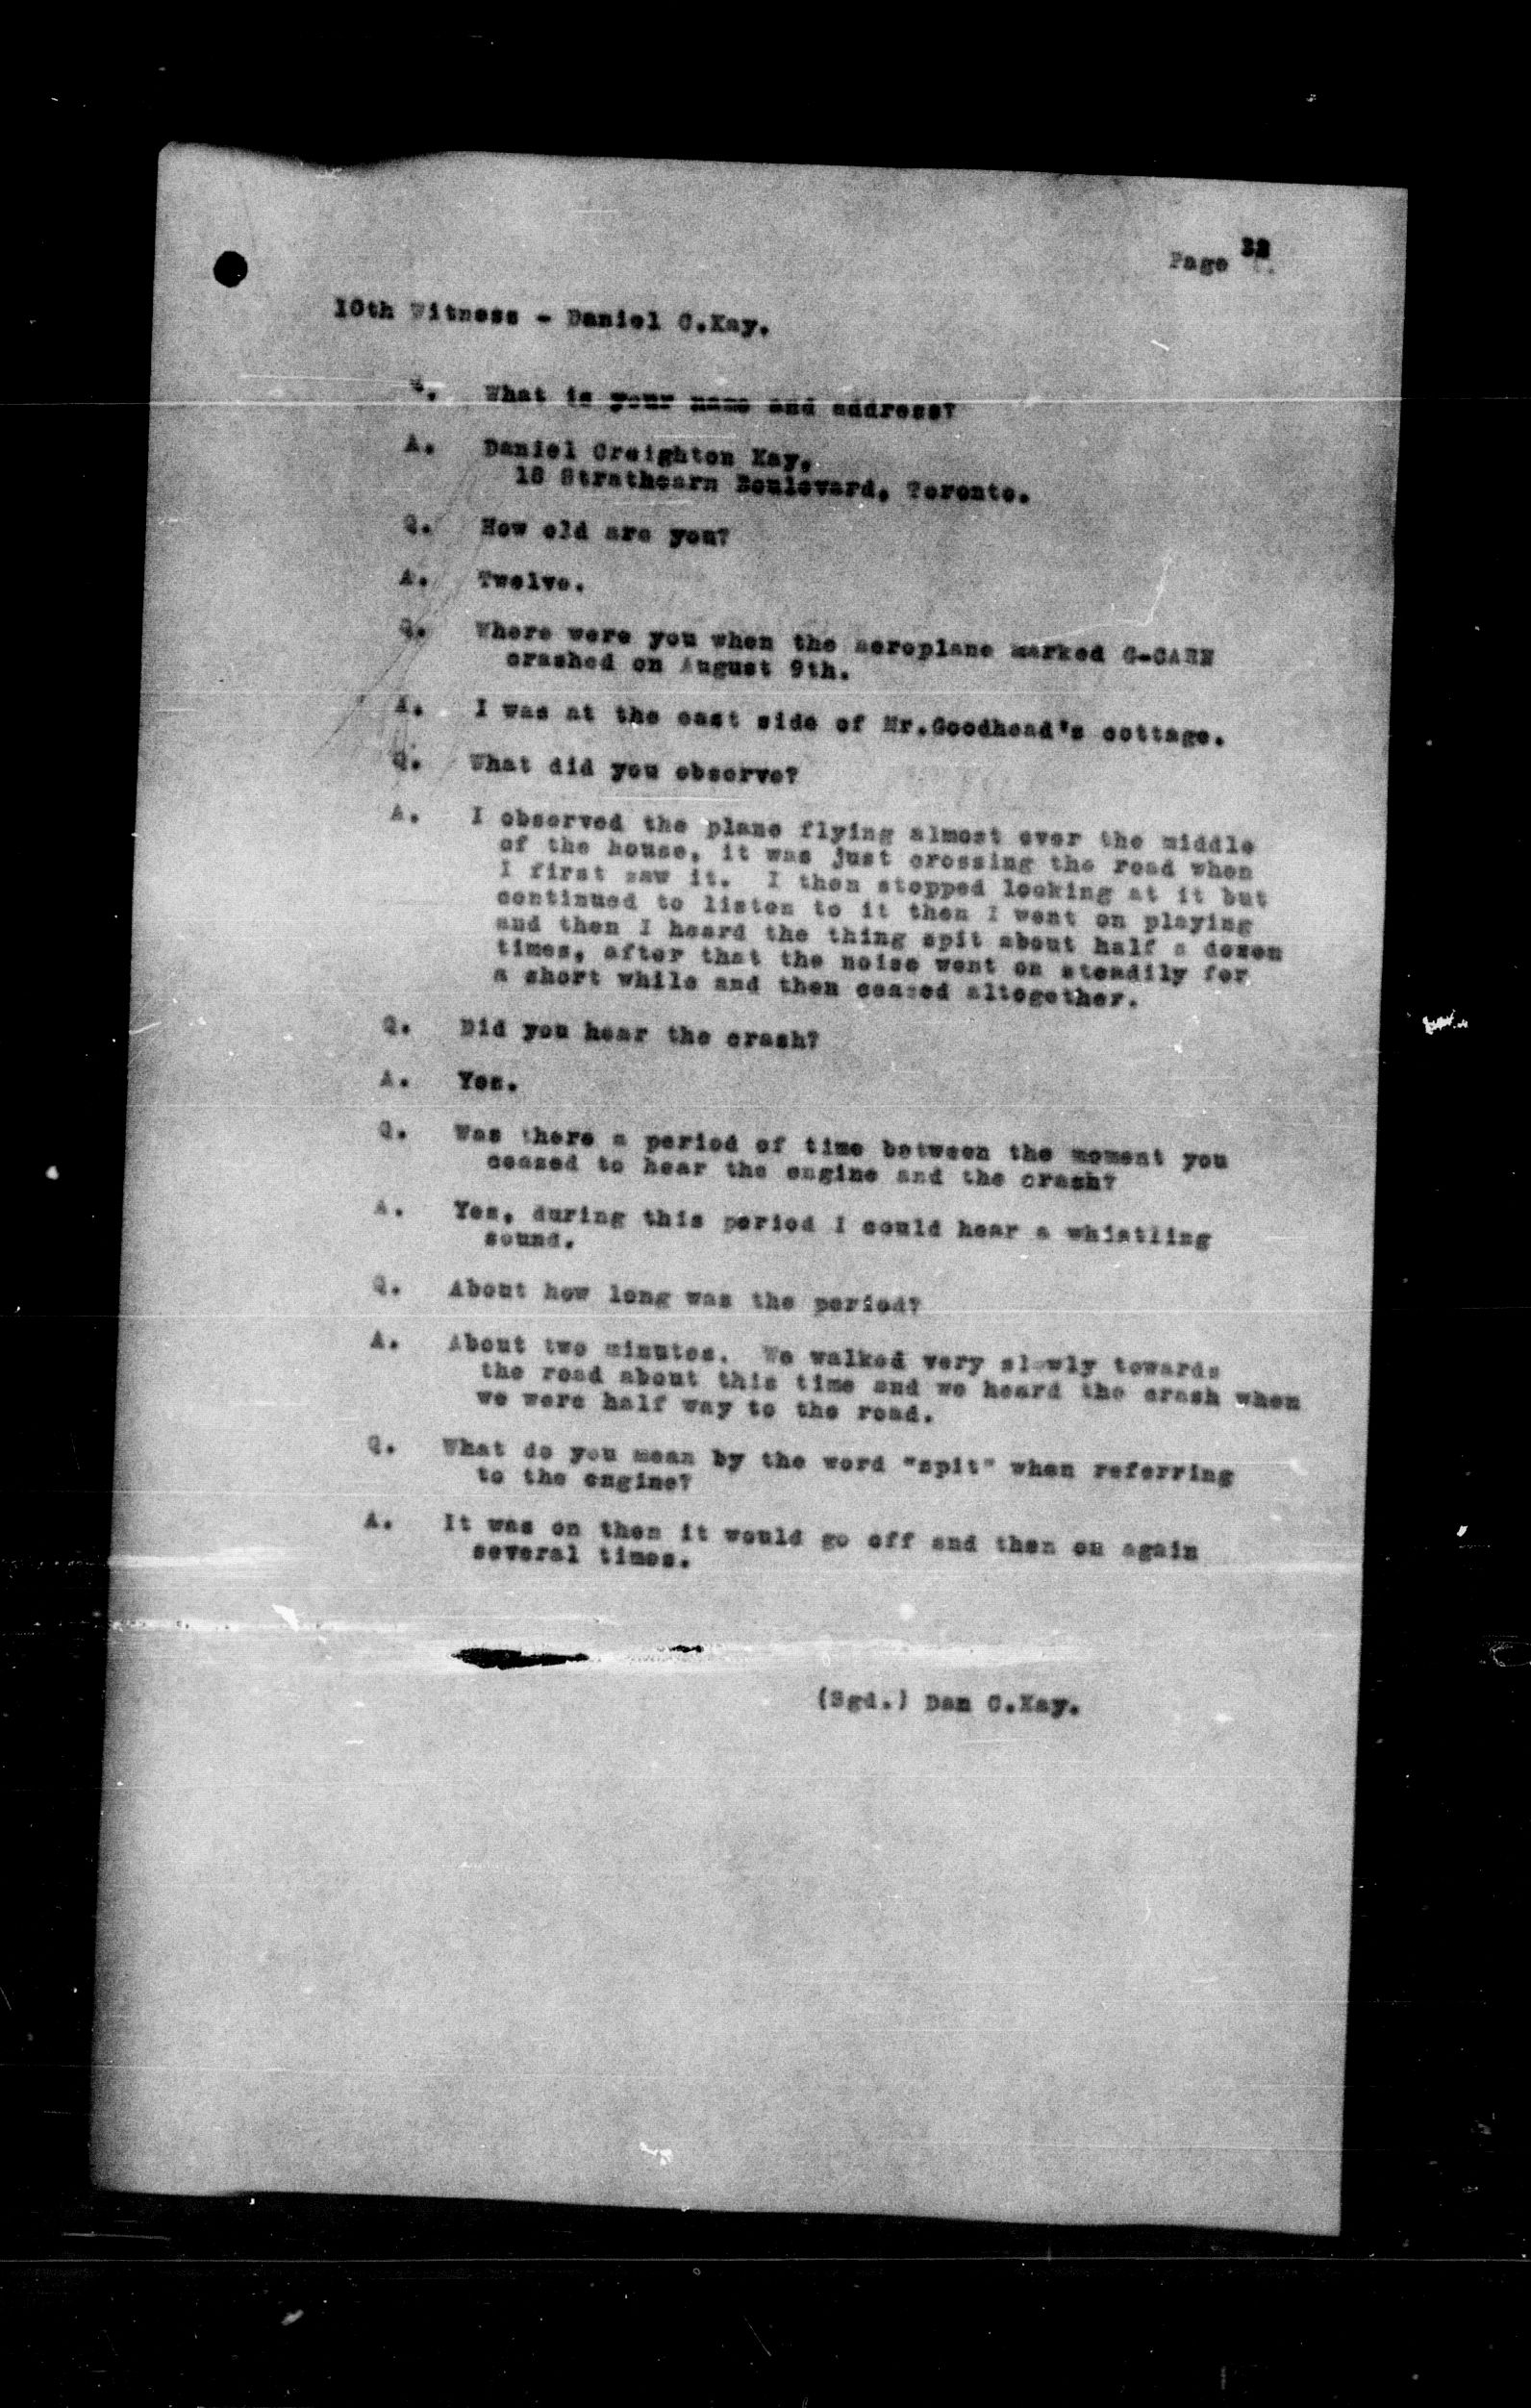 Page 32
10th Witness - Daniel C.Kay.
Q. What is your name and address?
A. Daniel Creighton Kay,
18 Strathearn Boulevard, Toronto.
Q. How old are you?
A. Twelve.
Q. Where were you when the aeroplane marked
crashed on August 9th.
A. I was at the east side of Mr.Goodhead's cottage.
Q. What did you observe?
A. I observed the plane flying almost over the middle
of the house, it was just crossing the road when
I first saw it. I then stopped looking at it but
continued to listen to it then I went on playing
and then I heard the thing spit about half a dozen
times, after that the noise went on steadily for
a short while and then ceased altogether.
Q. Did you hear the crash?
A. Yes.
Q. Was there a period of time between the moment you
ceased to hear the engine and the crash?
A. Yes, during this period I could hear a whistling
sound.
Q. About how long was the period?
A. About two minutes. We walked very slowly towards
the road about this time and we heard the crash when
we were half way to the road.
Q. What do you mean by the word "spit" when referring
to the engine?
A. It was on then it would go off and then on again
several times.
(Sgd.) Dan C.Kay.